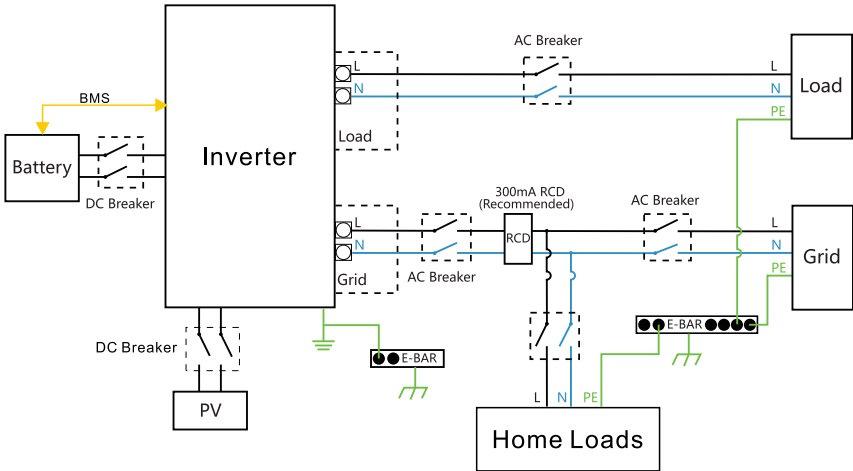 AC Breaker
L
L
N
N
Load
BMS
PE
Load
Battery
Inverter
DC Breaker
300mA RCD
(Recommended)
AC Breaker
L
L
RCD
N
N
Grid
Grid
AC Breaker
PE
E-BAR
DC Breaker
E-BAR
L
N
PE
PV
Home Loads